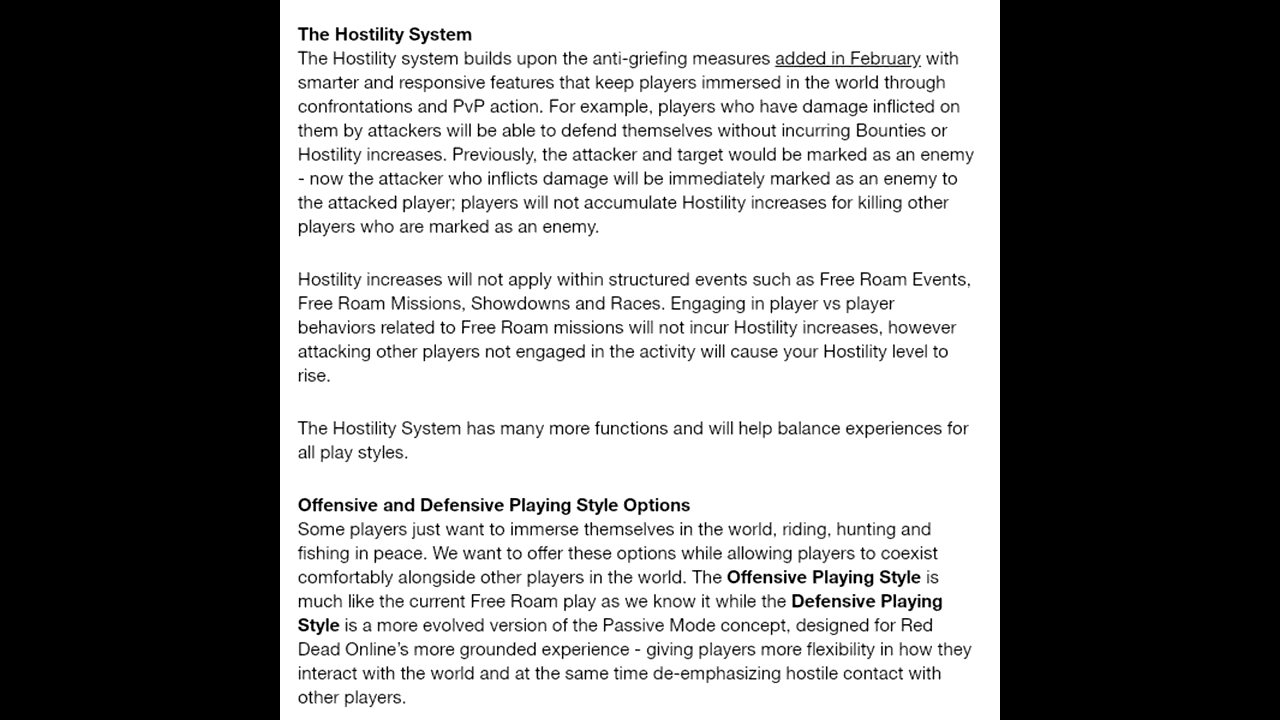 The Hostility System
The Hostility system builds upon the anti-griefing measures added in February with
smarter and responsive features that keep players immersed in the world through
confrontations and PvP action. For example, players who have damage inflicted on
them by attackers will be able to defend themselves without incurring Bounties or
Hostility increases. Previously, the attacker and target would be marked as an enemy
- now the attacker who inflicts damage will be immediately marked as an enemy to
the attacked player; players will not accumulate Hostility increases for killing other
players who are marked as an enemy.
Hostility increases will not apply within structured events such as Free Roam Events,
Free Roam Missions, Showdowns and Races. Engaging in player vs player
behaviors related to Free Roam missions will not incur Hostility increases, however
attacking other players not engaged in the activity will cause your Hostility level to
rise.
The Hostility System has many more functions and will help balance experiences for
all play styles.
Offensive and Defensive Playing Style Options
Some players just want to immerse themselves in the world, riding, hunting and
fishing in peace. We want to offer these options while allowing players to coexist
comfortably alongside other players in the world. The Offensive Playing Style is
much like the current Free Roam play as we know it while the Defensive Playing
Style is a more evolved version of the Passive Mode concept, designed for Red
Dead Online's more grounded experience - giving players more flexibility in how they
interact with the world and at the same time de-emphasizing hostile contact with
other players.